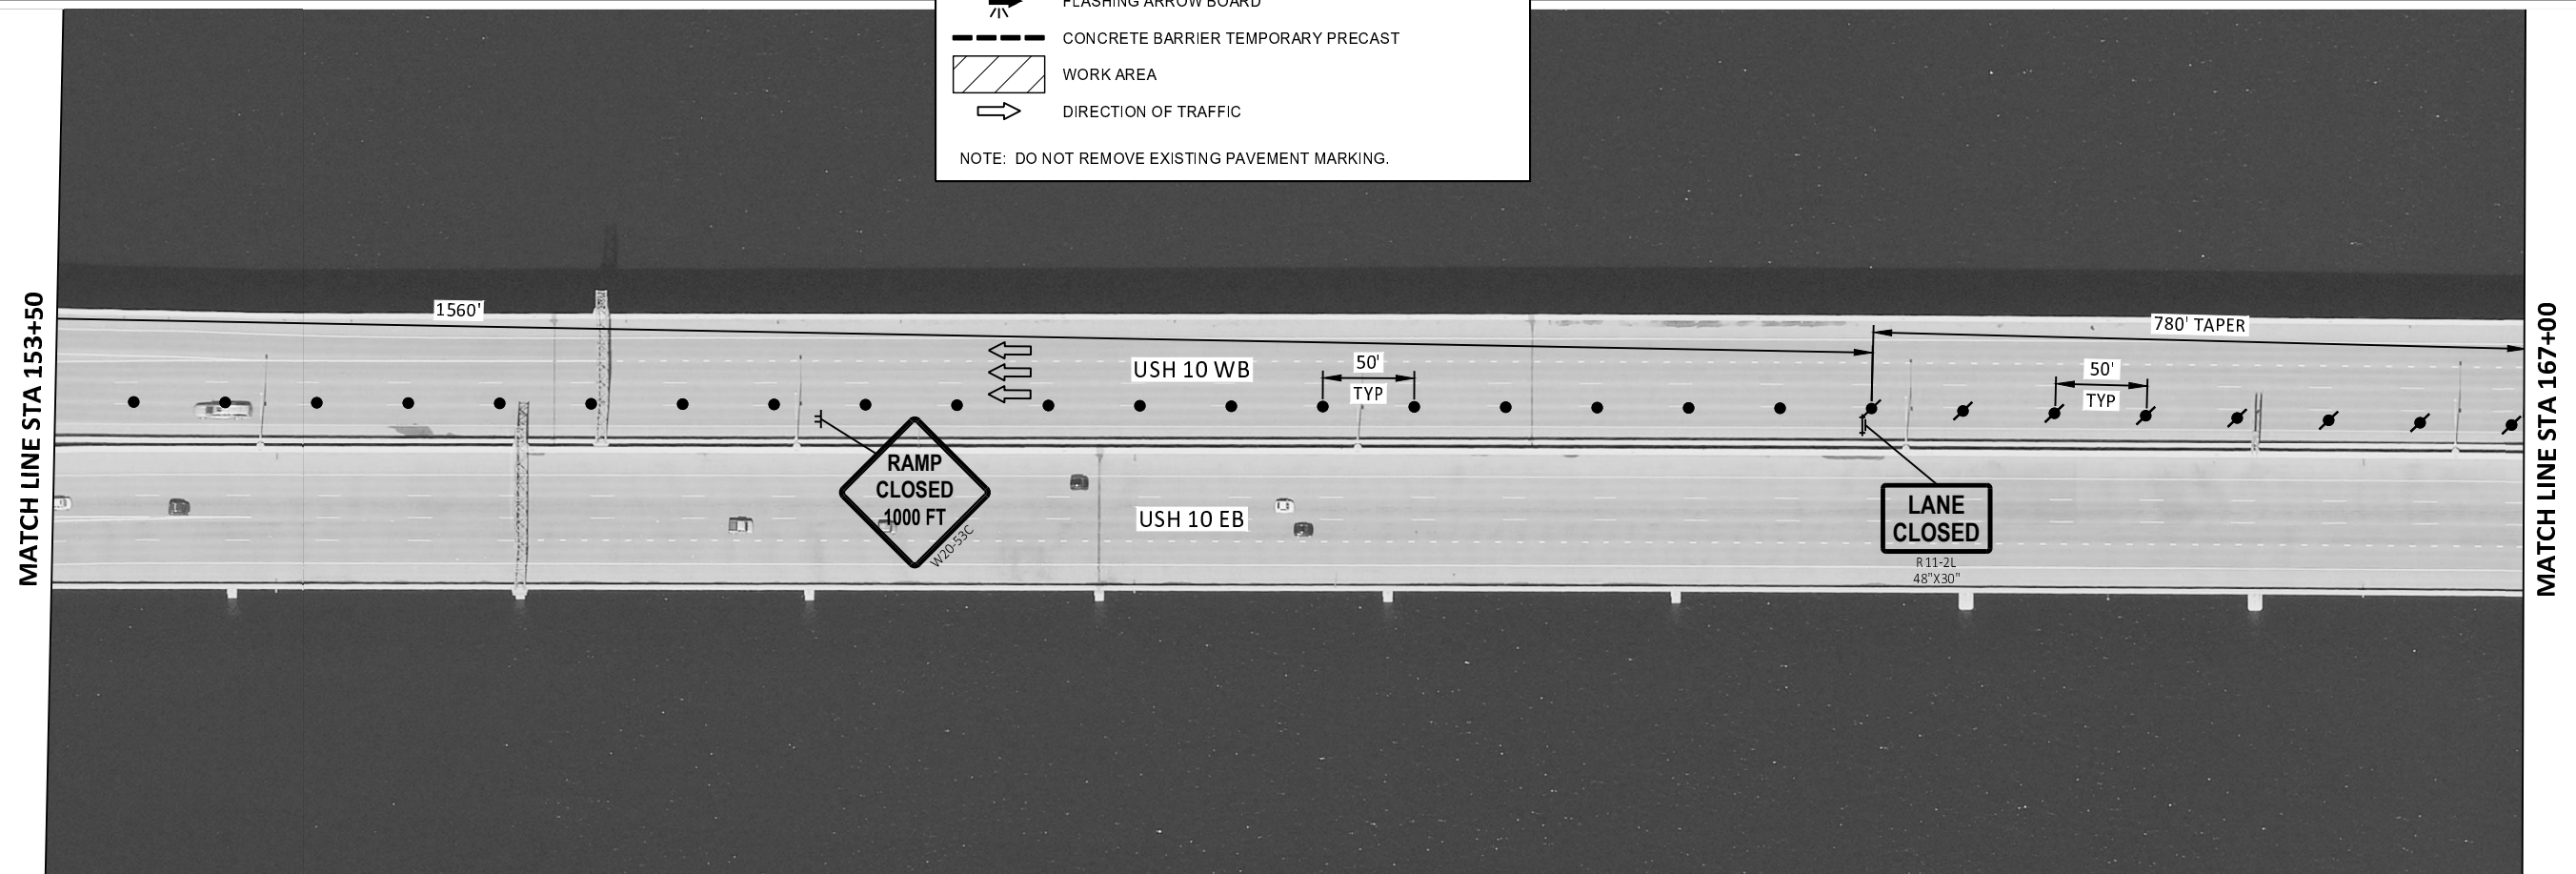 FLASHING ARROW BOARD
CONCRETE BARRIER TEMPORARY PRECAST
WORK AREA
DIRECTION OF TRAFFIC
NOTE: DO NOT REMOVE EXISTING PAVEMENT MARKING.
MATCH LINE STA 153+50
1560'
USH 10 WB
50'
TYP
780' TAPER
50'
TYP
MATCH LINE STA 167+00
RAMP
CLOSED
1000 FT
W20-53C
USH 10 EB
LANE
CLOSED
R11-2L
48"X30"